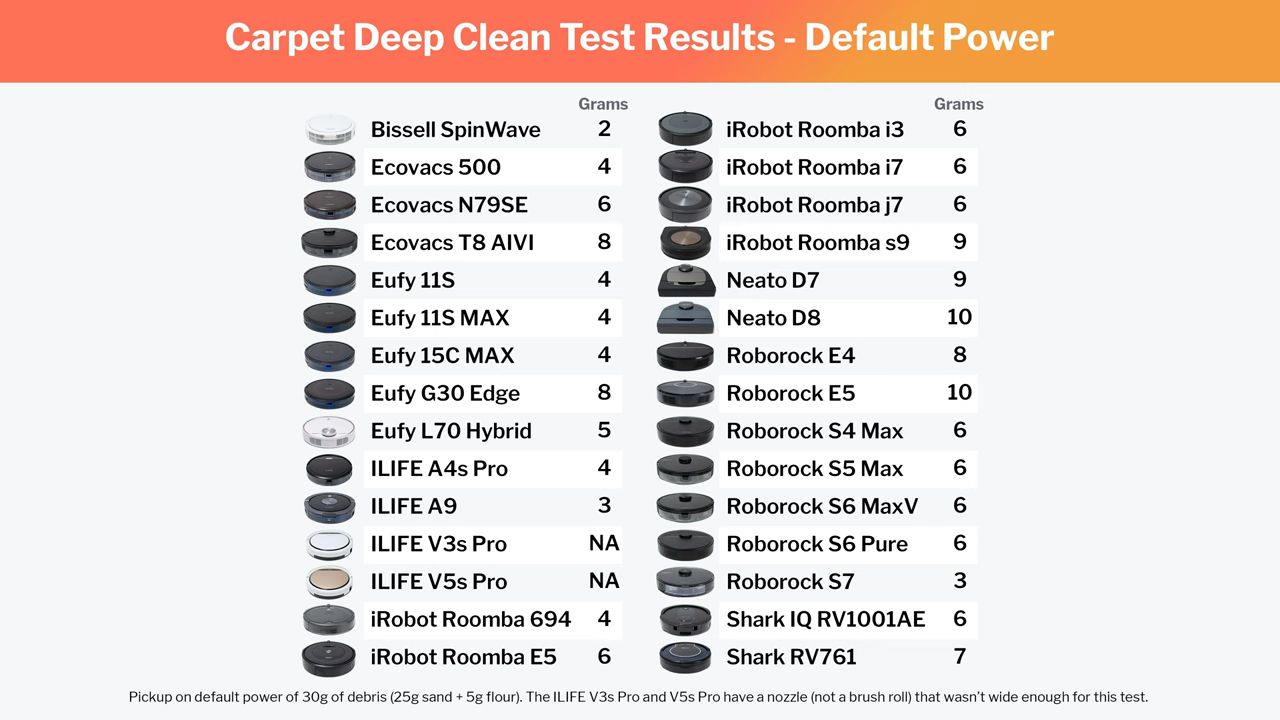 Carpet Deep Clean Test Results - Default Power
Grams
Bissell SpinWave 2
Ecovacs 500 4
Ecovacs N79SE 6
Ecovacs T8 AIVI 8
Eufy 11S 4
Eufy 11S MAX 4
Eufy 15C MAX 4
Eufy G30 Edge 8
Eufy L70 Hybrid 5
ILIFE A4s Pro 4
ILIFE A9 3
ILIFE V3s Pro NA
ILIFE V5s Pro NA
iRobot Roomba 694 4
iRobot Roomba E5 6
Grams
iRobot Roomba i3 6
iRobot Roomba i7 6
iRobot Roomba j7 6
iRobot Roomba s9 9
Neato D7 9
Neato D8 10
Roborock E4 8
Roborock E5 10
Roborock S4 Max 6
Roborock S5 Max 6
Roborock S6 MaxV 6
Roborock S6 Pure 6
Roborock S7 3
Shark IQ RV1001AE 6
Shark RV761 7
Pickup on default power of 30g of debris (25g sand + 5g flour). The ILIFE V3s Pro and V5s Pro have a nozzle (not a brush roll) that wasn’t wide enough for this test.